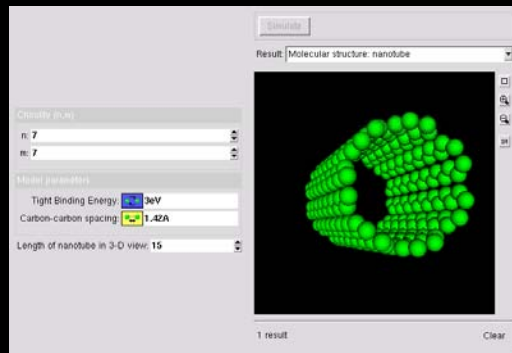 Simulate
Result: Molecular structure: nanotube
Chirality (n,m)
n: 7
m: 7
Model parameters
Tight Binding Energy: 3eV
Carbon-carbon spacing: 1.42A
Length of nanotube in 3-D view: 15
1 result
Clear